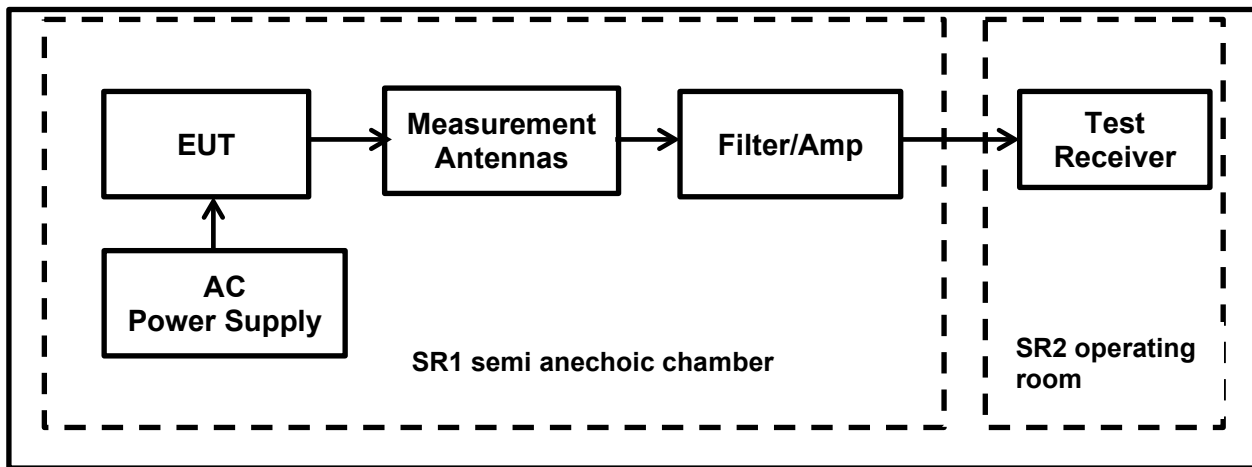 EUT
Measurement
Antennas
Filter/Amp
Test
Receiver
AC
Power Supply
SR1 semi anechoic chamber
SR2 operating
room